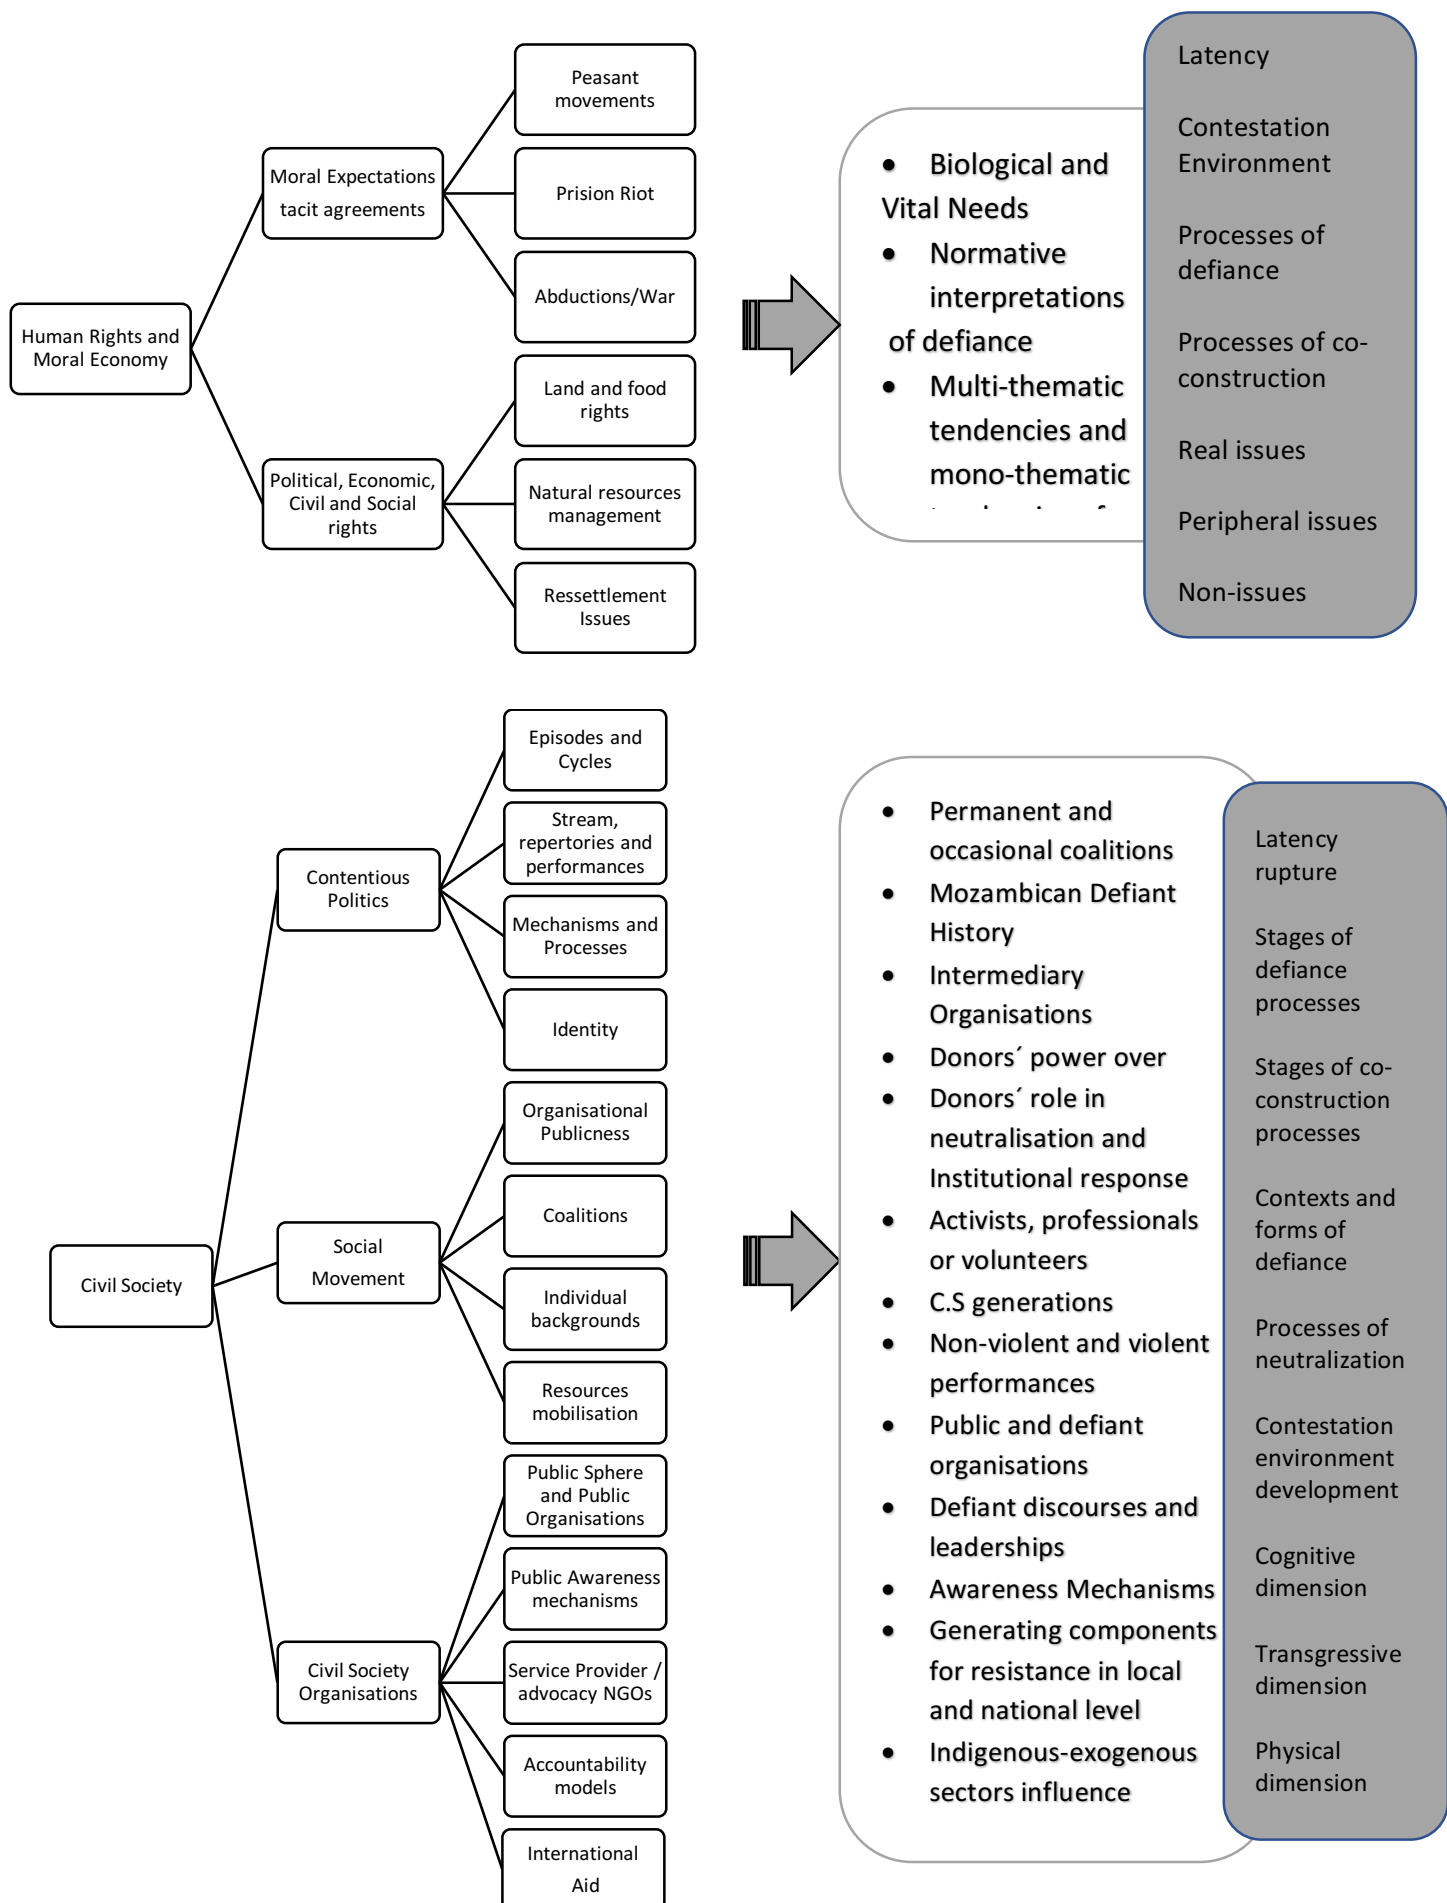 Human Rights and
Moral Economy
Moral Expectations
tacit agreements
Political, Economic,
Civil and Social
rights
Peasant
movements
Prision Riot
Abductions/War
Land and food
rights
Natural resources
management
Ressettlement
Issues
• Biological and
Vital Needs
• Normative
interpretations
of defiance
• Multi-thematic
tendencies and
mono-thematic
Latency
Contestation
Environment
Processes of
defiance
Processes of co-
construction
Real issues
Peripheral issues
Non-issues
Civil Society
Contentious
Politics
Social
Movement
Civil Society
Organisations
Episodes and
Cycles
Stream,
repertories and
performances
Mechanisms and
Processes
Identity
Organisational
Publicness
Coalitions
Individual
backgrounds
Resources
mobilisation
Public Sphere
and Public
Organisations
Public Awareness
mechanisms
Service Provider /
advocacy NGOs
Accountability
models
International
Aid
• Permanent and
occasional coalitions
• Mozambican Defiant
History
• Intermediary
Organisations
• Donors´ power over
• Donors´ role in
neutralisation and
Institutional response
• Activists, professionals
or volunteers
• C.S generations
• Non-violent and violent
performances
• Public and defiant
organisations
• Defiant discourses and
leaderships
• Awareness Mechanisms
• Generating components
for resistance in local
and national level
• Indigenous-exogenous
sectors influence
Latency
rupture
Stages of
defiance
processes
Stages of co-
construction
processes
Contexts and
forms of
defiance
Processes of
neutralization
Contestation
environment
development
Cognitive
dimension
Transgressive
dimension
Physical
dimension